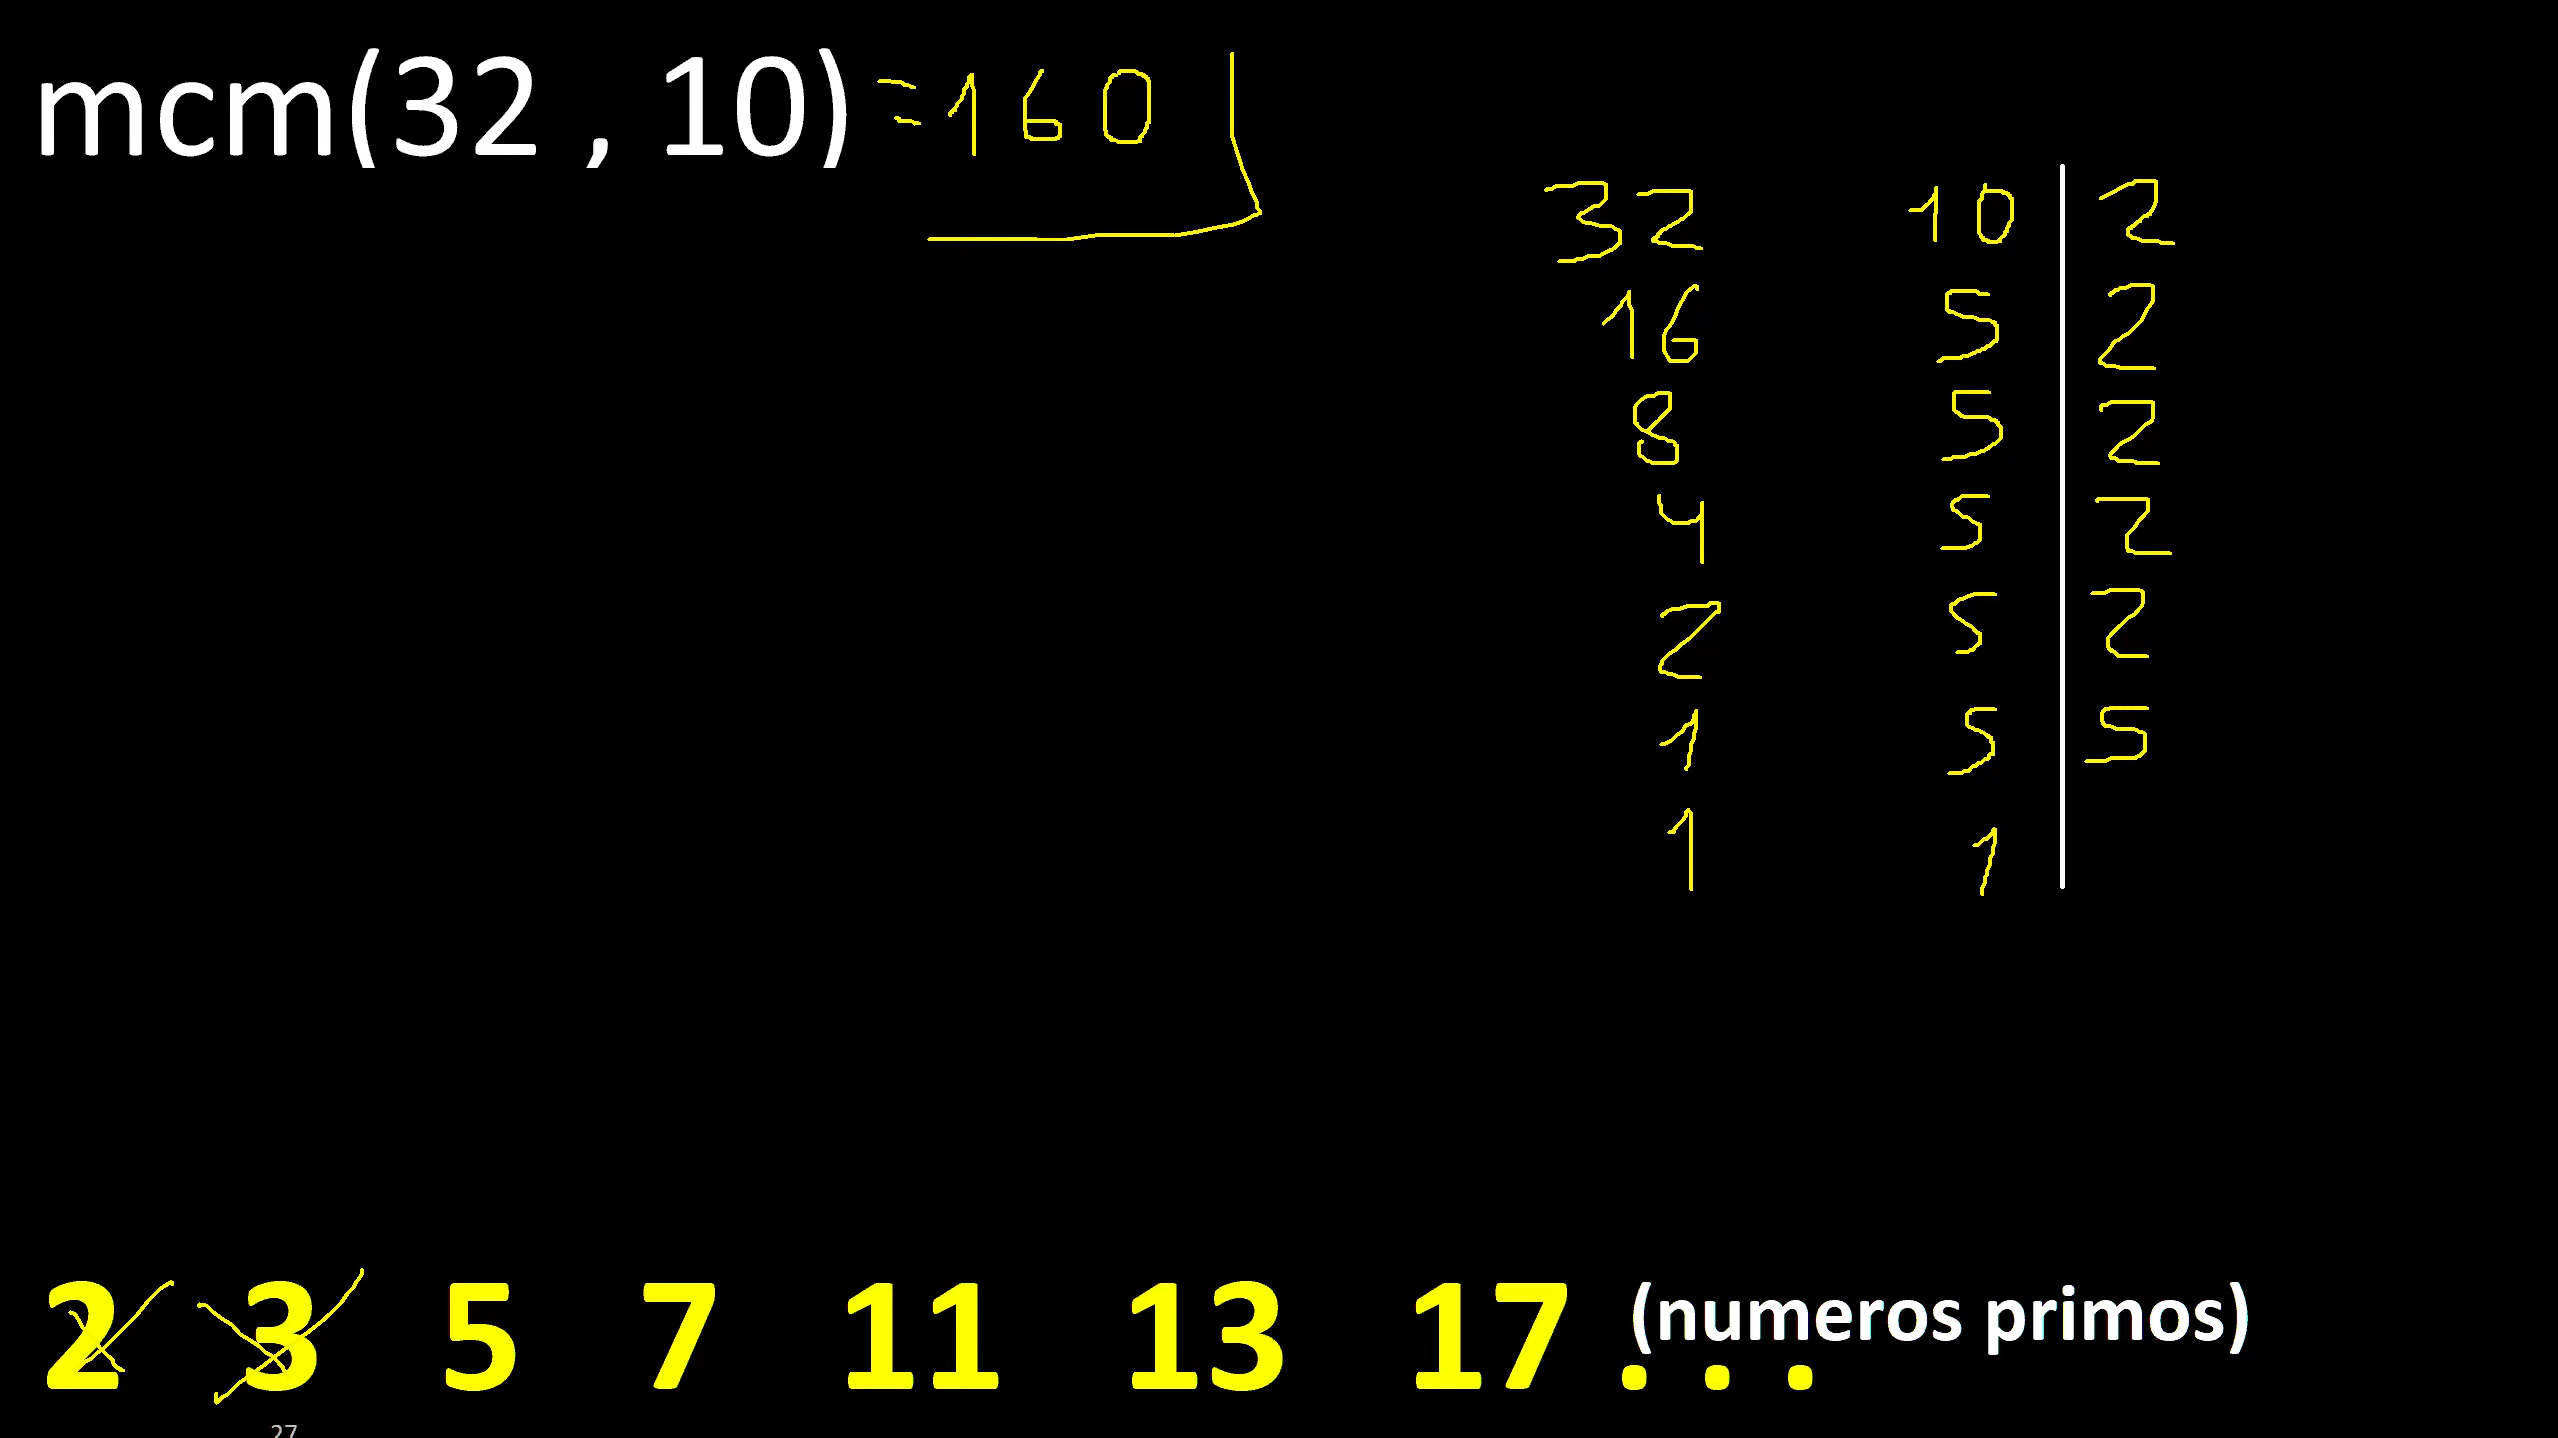 mcm(32 , 10) =160
32 10 2
16 5 2
8 5 2
4 5 2
2 5 2
1 5 5
1 1
2 3 5 7 11 13 17 ... (numeros primos)
27